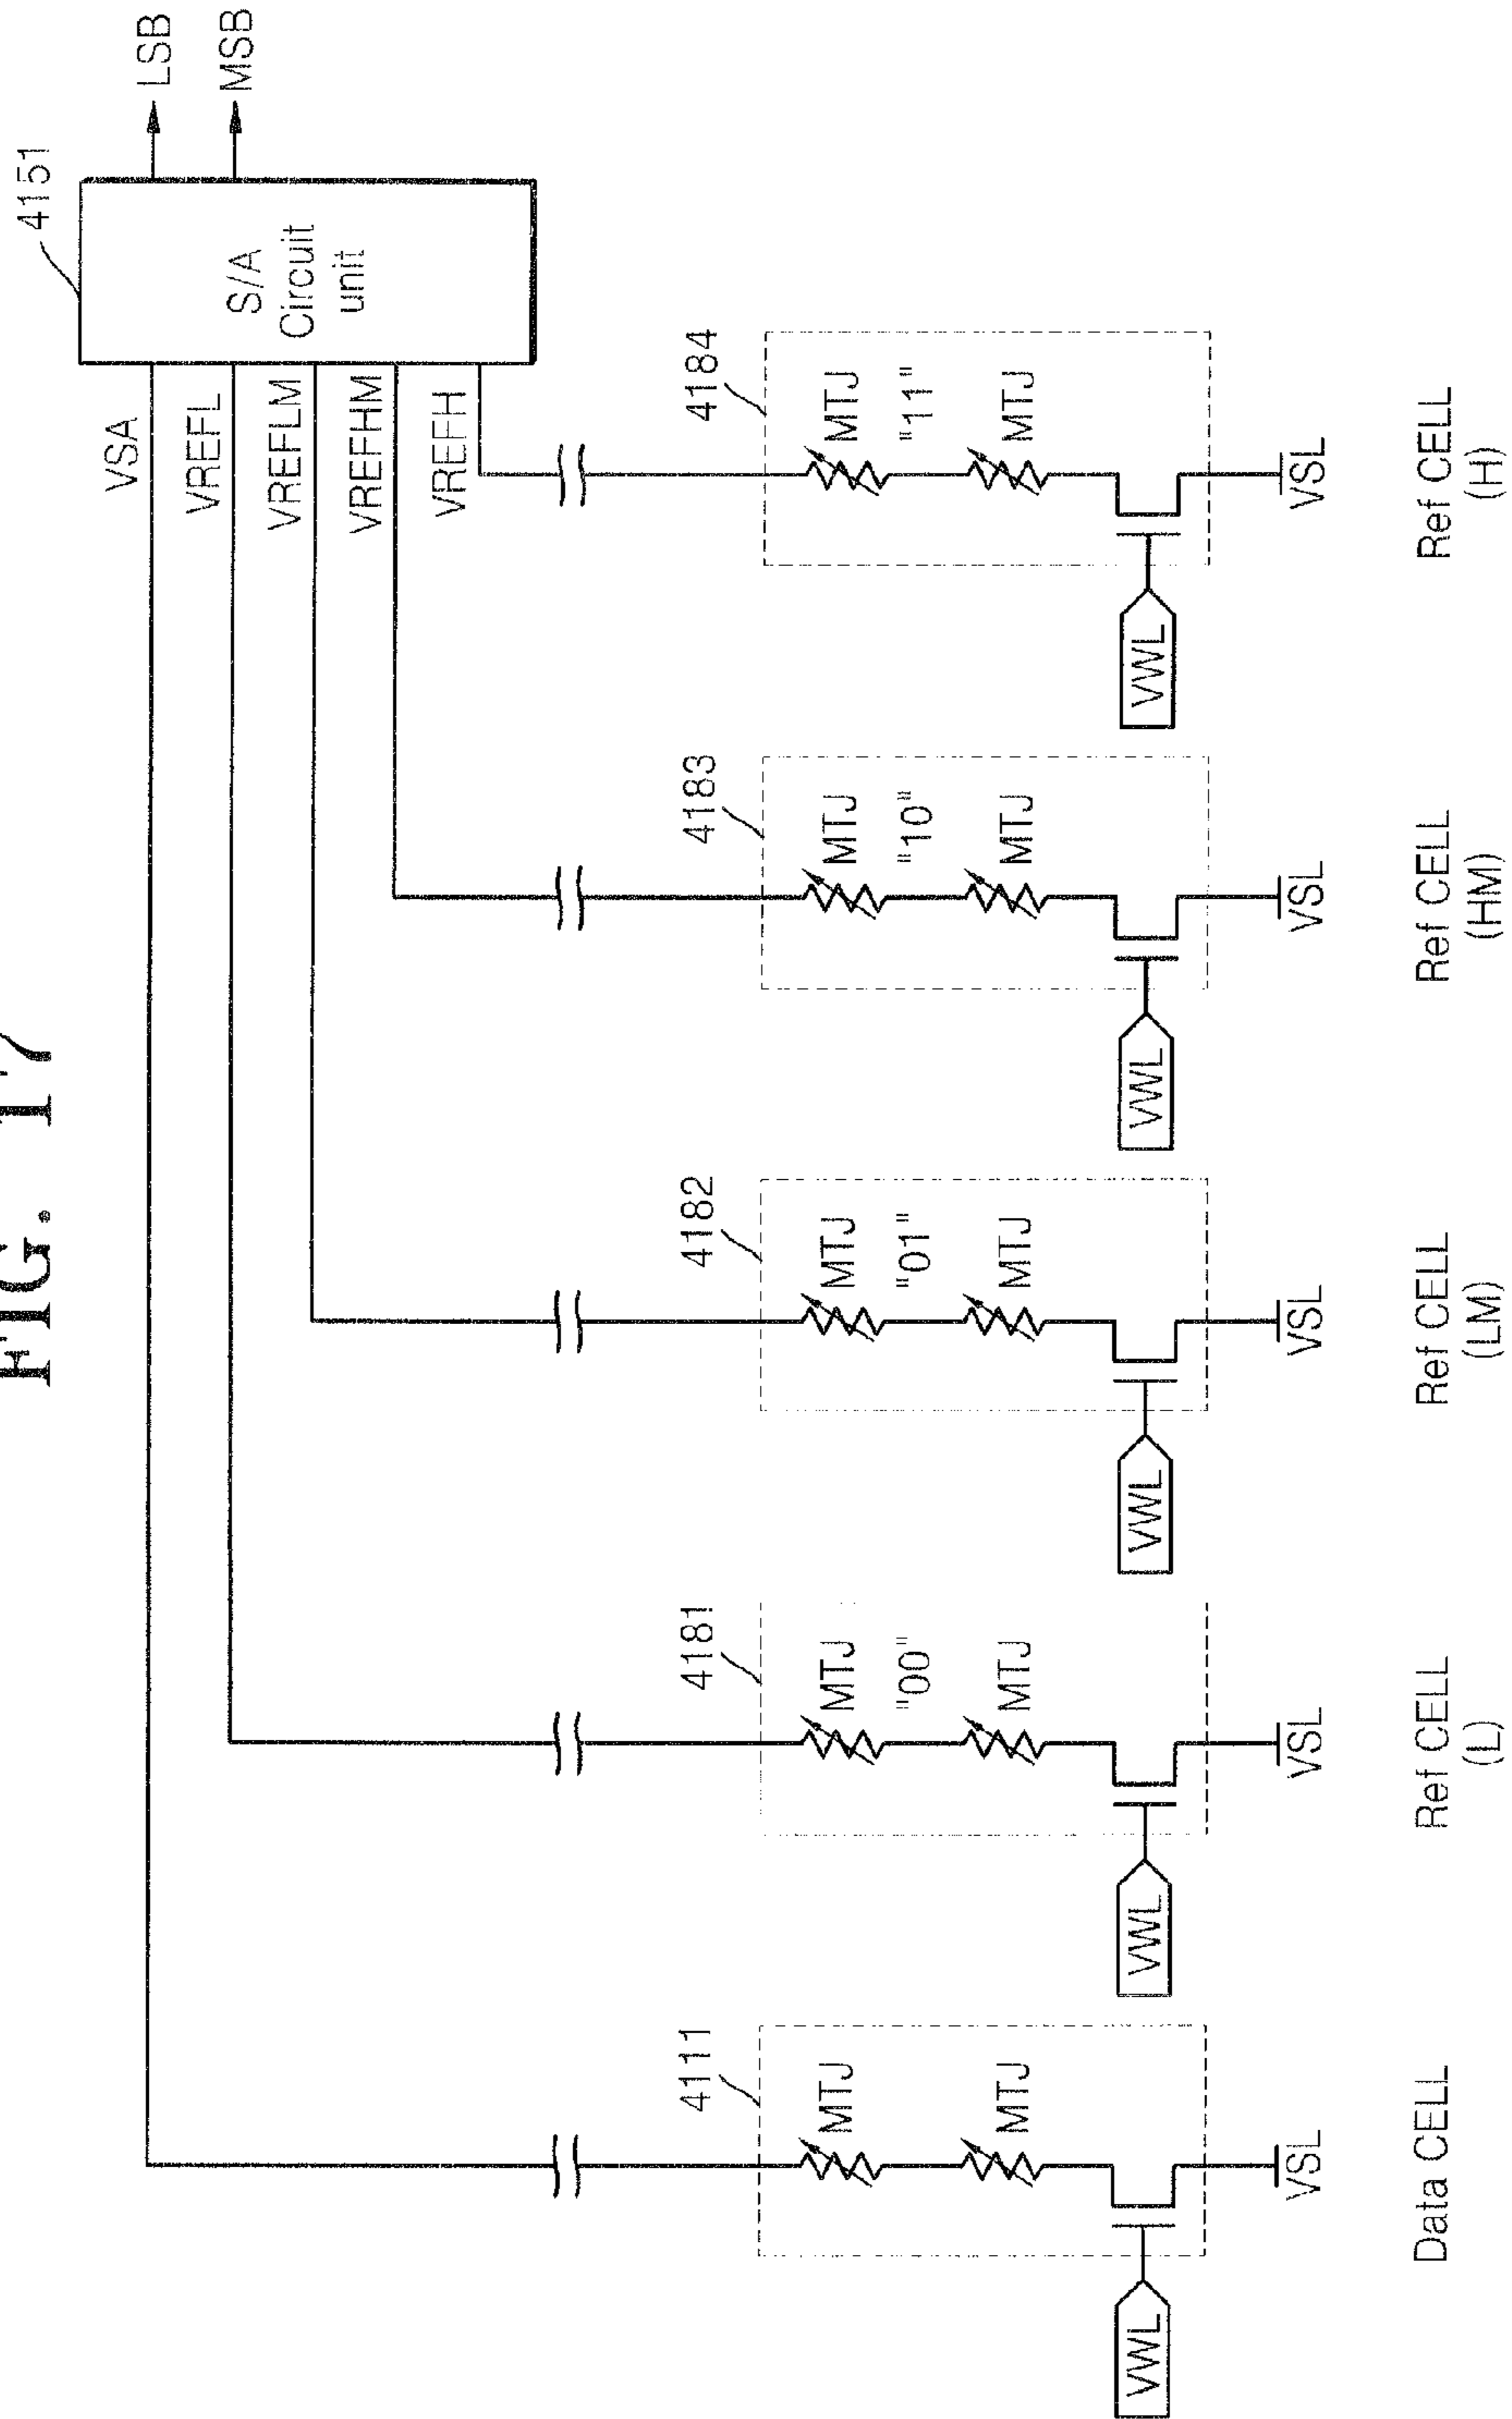 FIG. 17
4151
S/A
Circuit
unit
LSB
MSB
VSA
VREFL
VREFLM
VREFHM
VREFH
4111
MTJ
MTJ
VWL
VSL
Data CELL
4181
MTJ
"00"
MTJ
VWL
VSL
Ref CELL
(L)
4182
MTJ
"01"
MTJ
VWL
VSL
Ref CELL
(LM)
4183
MTJ
"10"
MTJ
VWL
VSL
Ref CELL
(HM)
4184
MTJ
"11"
MTJ
VWL
VSL
Ref CELL
(H)